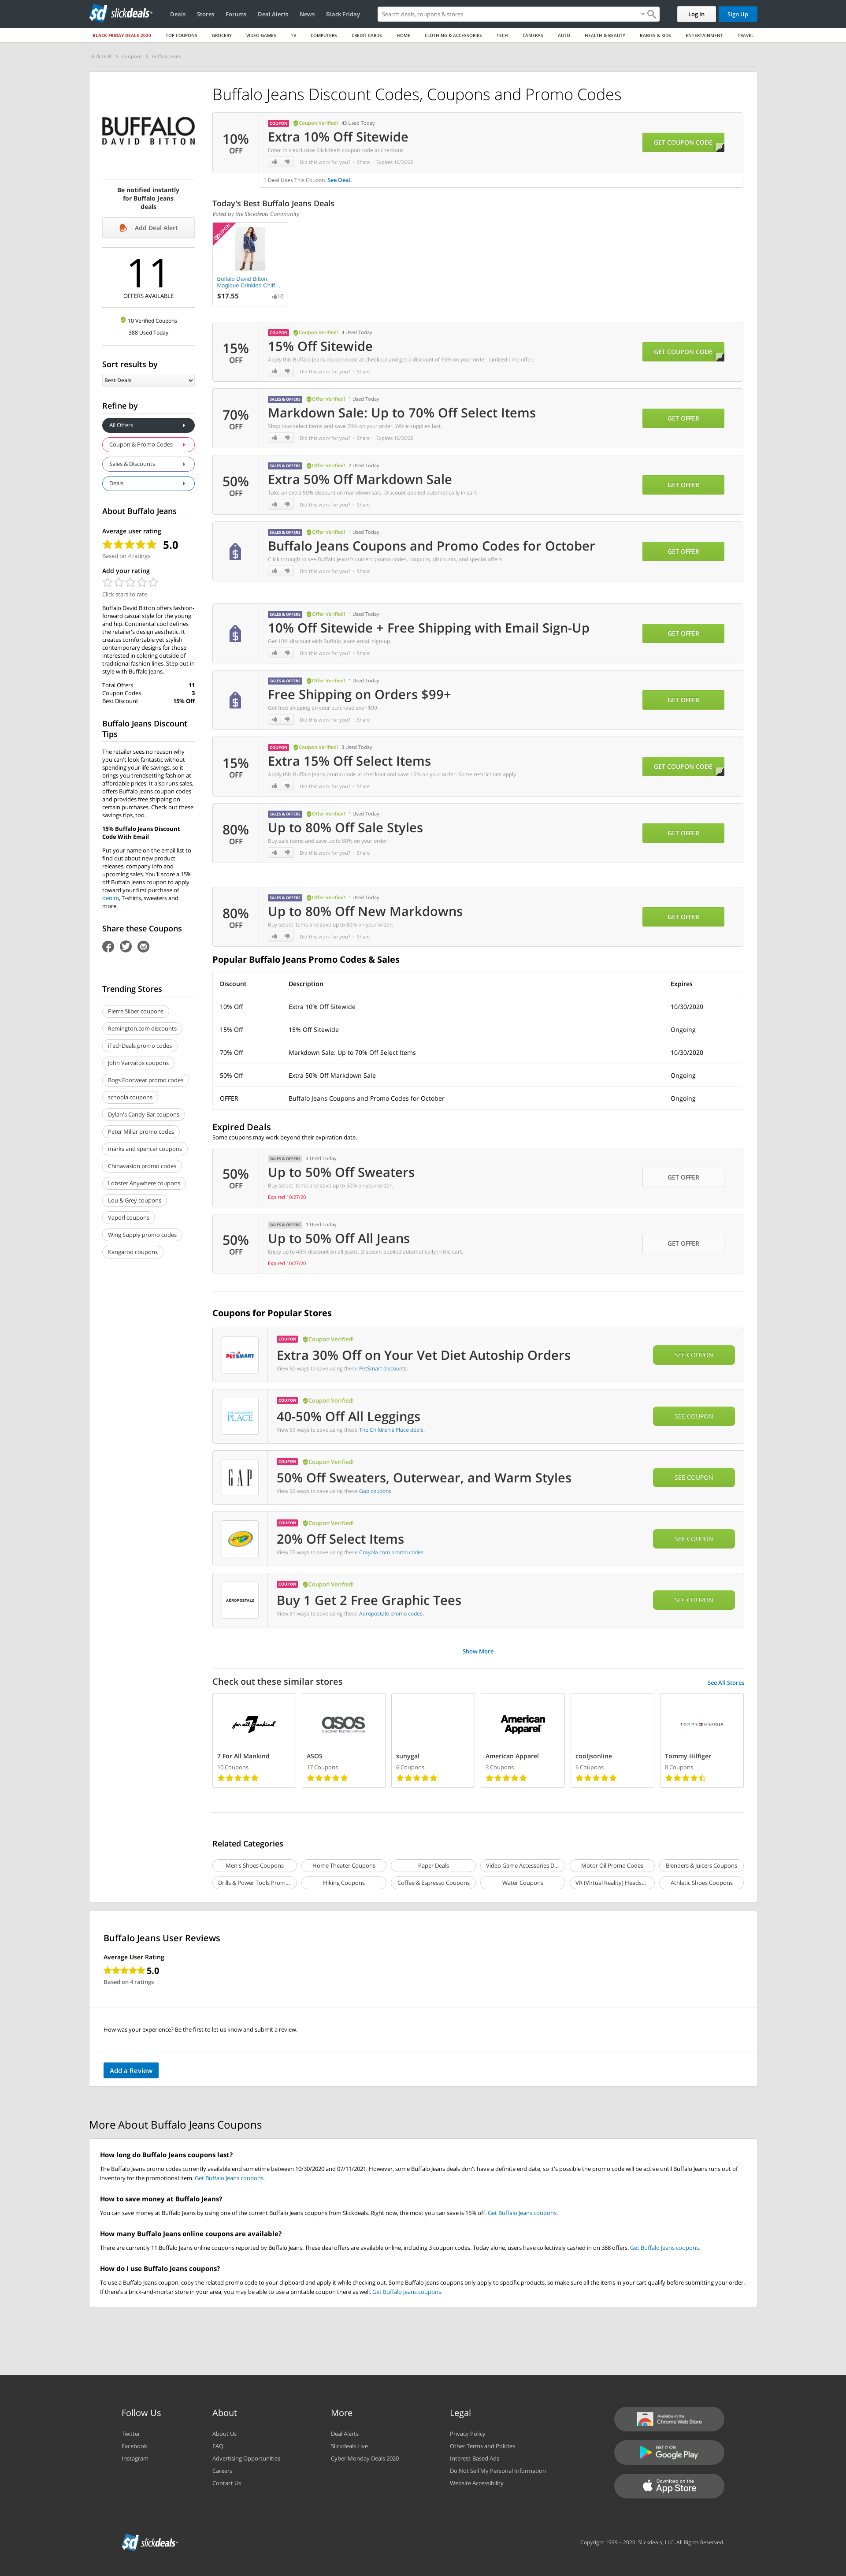 sd slickdeals
Deals Stores Forums Deal Alerts News Black Friday
Search deals, coupons & stores
Log In Sign Up
BLACK FRIDAY DEALS 2020 TOP COUPONS GROCERY VIDEO GAMES TV COMPUTERS CREDIT CARDS HOME CLOTHING & ACCESSORIES TECH CAMERAS AUTO HEALTH & BEAUTY BABIES & KIDS ENTERTAINMENT TRAVEL
Slickdeals > Coupons > Buffalo Jeans
BUFFALO
DAVID BITTON
Be notified instantly
for Buffalo Jeans
deals
Add Deal Alert
11
OFFERS AVAILABLE
10 Verified Coupons
388 Used Today
Sort results by
Best Deals
Refine by
All Offers
Coupon & Promo Codes
Sales & Discounts
Deals
About Buffalo Jeans
Average user rating
5.0
Based on 4 ratings
Add your rating
Click stars to rate
Buffalo David Bitton offers fashion-
forward casual style for the young
and hip. Continental cool defines
the retailer's design aesthetic. It
creates comfortable yet stylish
contemporary designs for those
interested in coloring outside of
traditional fashion lines. Step out in
style with Buffalo Jeans.
Total Offers 11
Coupon Codes 3
Best Discount 15% Off
Buffalo Jeans Discount
Tips
The retailer sees no reason why
you can't look fantastic without
spending your life savings, so it
brings you trendsetting fashion at
affordable prices. It also runs sales,
offers Buffalo Jeans coupon codes
and provides free shipping on
certain purchases. Check out these
savings tips, too.
15% Buffalo Jeans Discount
Code With Email
Put your name on the email list to
find out about new product
releases, company info and
upcoming sales. You'll score a 15%
off Buffalo Jeans coupon to apply
toward your first purchase of
denim, T-shirts, sweaters and
more.
Share these Coupons
Trending Stores
Pierre Silber coupons
Remington.com discounts
iTechDeals promo codes
John Varvatos coupons
Bogs Footwear promo codes
schoola coupons
Dylan's Candy Bar coupons
Peter Millar promo codes
marks and spencer coupons
Chinavasion promo codes
Lobster Anywhere coupons
Lou & Grey coupons
Vaporl coupons
Wing Supply promo codes
Kangaroo coupons
Buffalo Jeans Discount Codes, Coupons and Promo Codes
10%
OFF
COUPON Coupon Verified! 43 Used Today
Extra 10% Off Sitewide
Enter this exclusive Slickdeals coupon code at checkout.
Did this work for you? · Share · Expires 10/30/20
GET COUPON CODE
1 Deal Uses This Coupon. See Deal.
Today's Best Buffalo Jeans Deals
Voted by the Slickdeals Community
COUPON
Buffalo David Bitton:
Magique Crinkled Chiff...
$17.55 10
15%
OFF
COUPON Coupon Verified! 4 Used Today
15% Off Sitewide
Apply this Buffalo Jeans coupon code at checkout and get a discount of 15% on your order. Limited time offer.
Did this work for you? · Share
GET COUPON CODE
70%
OFF
SALES & OFFERS Offer Verified! 1 Used Today
Markdown Sale: Up to 70% Off Select Items
Shop new select items and save 70% on your order. While supplies last.
Did this work for you? · Share · Expires 10/30/20
GET OFFER
50%
OFF
SALES & OFFERS Offer Verified! 2 Used Today
Extra 50% Off Markdown Sale
Take an extra 50% discount on markdown sale. Discount applied automatically in cart.
Did this work for you? · Share
GET OFFER
SALES & OFFERS Offer Verified! 1 Used Today
Buffalo Jeans Coupons and Promo Codes for October
Click through to see Buffalo Jeans's current promo codes, coupons, discounts, and special offers.
Did this work for you? · Share
GET OFFER
SALES & OFFERS Offer Verified! 1 Used Today
10% Off Sitewide + Free Shipping with Email Sign-Up
Get 10% discount with Buffalo Jeans email sign-up.
Did this work for you? · Share
GET OFFER
SALES & OFFERS Offer Verified! 1 Used Today
Free Shipping on Orders $99+
Get free shipping on your purchase over $99.
Did this work for you? · Share
GET OFFER
15%
OFF
COUPON Coupon Verified! 3 Used Today
Extra 15% Off Select Items
Apply this Buffalo Jeans promo code at checkout and save 15% on your order. Some restrictions apply.
Did this work for you? · Share
GET COUPON CODE
80%
OFF
SALES & OFFERS Offer Verified! 1 Used Today
Up to 80% Off Sale Styles
Buy sale items and save up to 80% on your order.
Did this work for you? · Share
GET OFFER
80%
OFF
SALES & OFFERS Offer Verified! 1 Used Today
Up to 80% Off New Markdowns
Buy select items and save up to 80% on your order.
Did this work for you? · Share
GET OFFER
Popular Buffalo Jeans Promo Codes & Sales
Discount Description Expires
10% Off Extra 10% Off Sitewide 10/30/2020
15% Off 15% Off Sitewide Ongoing
70% Off Markdown Sale: Up to 70% Off Select Items 10/30/2020
50% Off Extra 50% Off Markdown Sale Ongoing
OFFER Buffalo Jeans Coupons and Promo Codes for October Ongoing
Expired Deals
Some coupons may work beyond their expiration date.
50%
OFF
SALES & OFFERS 4 Used Today
Up to 50% Off Sweaters
Buy select items and save up to 50% on your order.
Expired 10/27/20
GET OFFER
50%
OFF
SALES & OFFERS 1 Used Today
Up to 50% Off All Jeans
Enjoy up to 40% discount on all jeans. Discount applied automatically in the cart.
Expired 10/27/20
GET OFFER
Coupons for Popular Stores
PETSMART
COUPON Coupon Verified!
Extra 30% Off on Your Vet Diet Autoship Orders
View 50 ways to save using these PetSmart discounts.
SEE COUPON
THE CHILDREN'S
PLACE
COUPON Coupon Verified!
40-50% Off All Leggings
View 69 ways to save using these The Children's Place deals.
SEE COUPON
GAP
COUPON Coupon Verified!
50% Off Sweaters, Outerwear, and Warm Styles
View 90 ways to save using these Gap coupons.
SEE COUPON
Crayola
COUPON Coupon Verified!
20% Off Select Items
View 25 ways to save using these Crayola.com promo codes.
SEE COUPON
AÉROPOSTALE
COUPON Coupon Verified!
Buy 1 Get 2 Free Graphic Tees
View 51 ways to save using these Aeropostale promo codes.
SEE COUPON
Show More
Check out these similar stores
See All Stores
for all 7 mankind
7 For All Mankind
10 Coupons
asos
discover fashion online
ASOS
17 Coupons
sunygal
6 Coupons
American
Apparel
American Apparel
3 Coupons
cooljsonline
6 Coupons
TOMMY HILFIGER
Tommy Hilfiger
8 Coupons
Related Categories
Men's Shoes Coupons Home Theater Coupons Paper Deals Video Game Accessories D... Motor Oil Promo Codes Blenders & Juicers Coupons
Drills & Power Tools Prom... Hiking Coupons Coffee & Espresso Coupons Water Coupons VR (Virtual Reality) Heads... Athletic Shoes Coupons
Buffalo Jeans User Reviews
Average User Rating
5.0
Based on 4 ratings
How was your experience? Be the first to let us know and submit a review.
Add a Review
More About Buffalo Jeans Coupons
How long do Buffalo Jeans coupons last?
The Buffalo Jeans promo codes currently available end sometime between 10/30/2020 and 07/11/2021. However, some Buffalo Jeans deals don't have a definite end date, so it's possible the promo code will be active until Buffalo Jeans runs out of
inventory for the promotional item. Get Buffalo Jeans coupons.
How to save money at Buffalo Jeans?
You can save money at Buffalo Jeans by using one of the current Buffalo Jeans coupons from Slickdeals. Right now, the most you can save is 15% off. Get Buffalo Jeans coupons.
How many Buffalo Jeans online coupons are available?
There are currently 11 Buffalo Jeans online coupons reported by Buffalo Jeans. These deal offers are available online, including 3 coupon codes. Today alone, users have collectively cashed in on 388 offers. Get Buffalo Jeans coupons.
How do I use Buffalo Jeans coupons?
To use a Buffalo Jeans coupon, copy the related promo code to your clipboard and apply it while checking out. Some Buffalo Jeans coupons only apply to specific products, so make sure all the items in your cart qualify before submitting your order.
If there's a brick-and-mortar store in your area, you may be able to use a printable coupon there as well. Get Buffalo Jeans coupons.
Follow Us
Twitter
Facebook
Instagram
About
About Us
FAQ
Advertising Opportunities
Careers
Contact Us
More
Deal Alerts
Slickdeals Live
Cyber Monday Deals 2020
Legal
Privacy Policy
Other Terms and Policies
Interest-Based Ads
Do Not Sell My Personal Information
Website Accessibility
Available in the
Chrome Web Store
GET IT ON
Google Play
Download on the
App Store
sd slickdeals
Copyright 1999 – 2020. Slickdeals, LLC. All Rights Reserved.